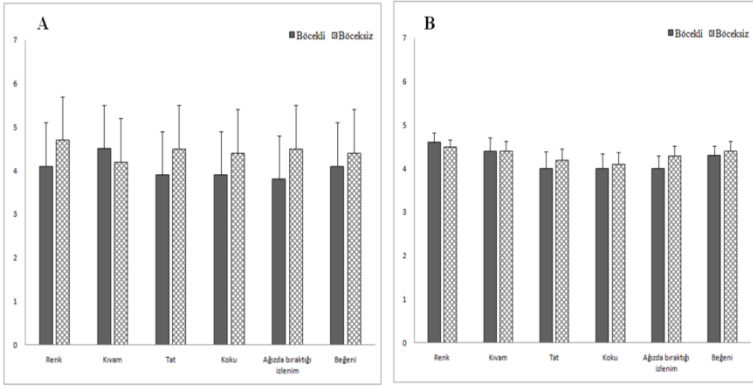 A
Böcekli Böceksiz
7
6
5
4
3
2
1
0
Renk Kıvam Tat Koku Ağızda bıraktığı izlenim Beğeni
B
Böcekli Böceksiz
7
6
5
4
3
2
1
0
Renk Kıvam Tat Koku Ağızda bıraktığı izlenim Beğeni